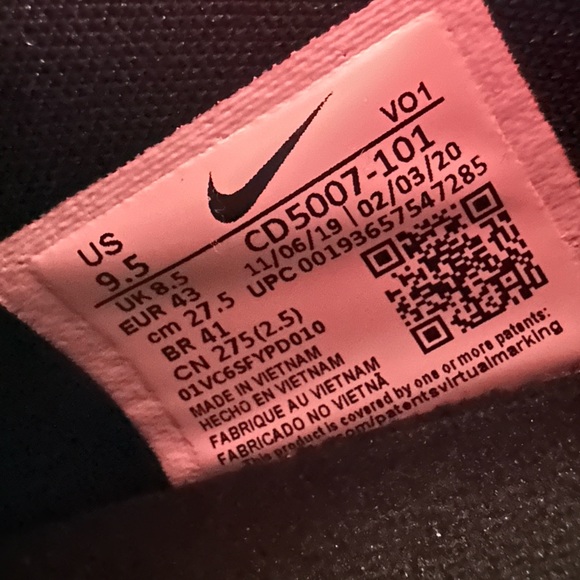 VO1
US
9.5
CD5007-101
11/06/19 | 02/03/20
UPC 00193657547285
UK 8.5
EUR 43
cm 27.5
BR 41
CN 275(2.5)
01VC6SFYPD010
MADE IN VIETNAM
HECHO EN VIETNAM
FABRIQUE AU VIETNAM
FABRICADO NO VIETNÃ
This product is covered by one or more patents:
.com/patentsvirtualmarking